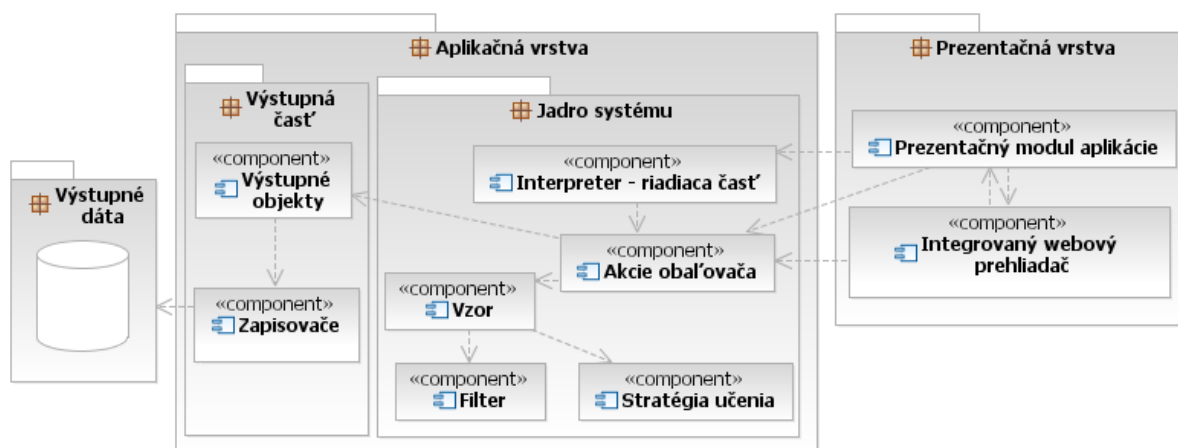 Aplikačná vrstva
Prezentačná vrstva
Výstupná
časť
Jadro systému
«component»
Výstupné
objekty
«component»
Interpreter - riadiaca časť
«component»
Prezentačný modul aplikácie
Výstupné
dáta
«component»
Akcie obaľovača
«component»
Integrovaný webový
prehliadač
«component»
Zapisovače
«component»
Vzor
«component»
Filter
«component»
Stratégia učenia